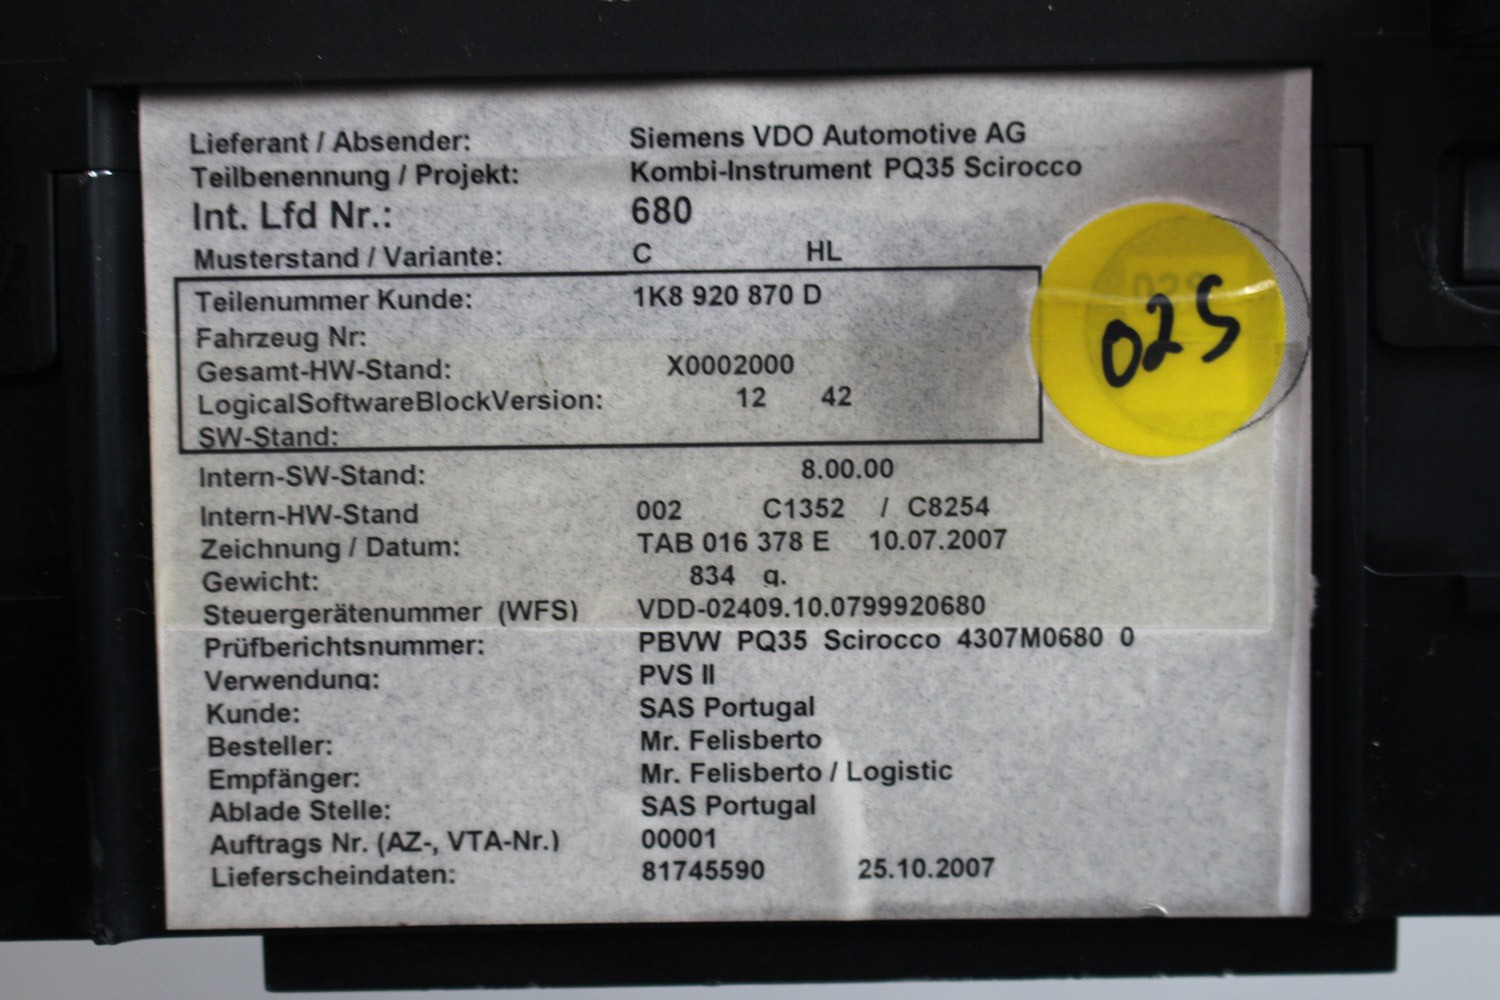 Lieferant / Absender: Siemens VDO Automotive AG
Teilbenennung / Projekt: Kombi-Instrument PQ35 Scirocco
Int. Lfd Nr.: 680
Musterstand / Variante: C HL
Teilenummer Kunde: 1K8 920 870 D
Fahrzeug Nr:
Gesamt-HW-Stand: X0002000
LogicalSoftwareBlockVersion: 12 42
SW-Stand:
025
Intern-SW-Stand: 8.00.00
Intern-HW-Stand 002 C1352 / C8254
Zeichnung / Datum: TAB 016 378 E 10.07.2007
Gewicht: 834 g.
Steuergerätenummer (WFS) VDD-02409.10.0799920680
Prüfberichtsnummer: PBVW PQ35 Scirocco 4307M0680 0
Verwendung: PVS II
Kunde: SAS Portugal
Besteller: Mr. Felisberto
Empfänger: Mr. Felisberto / Logistic
Ablade Stelle: SAS Portugal
Auftrags Nr. (AZ-, VTA-Nr.) 00001
Lieferscheindaten: 81745590 25.10.2007